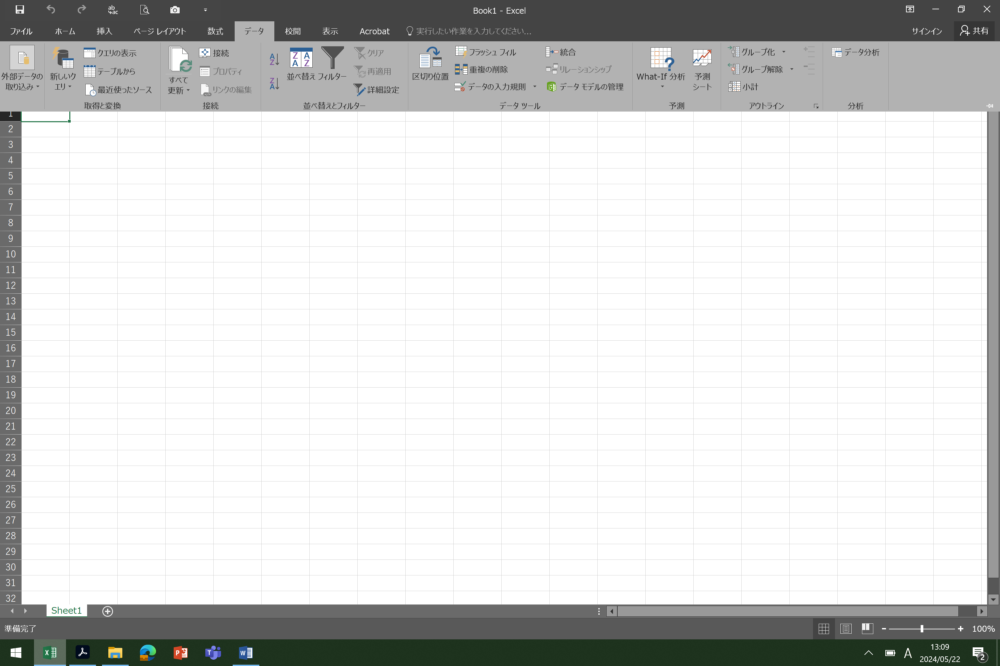 Book1 - Excel
ファイル ホーム 挿入 ページ レイアウト 数式 データ 校閲 表示 Acrobat 実行したい作業を入力してください... サインイン 共有
外部データの
取り込み
新しいク
エリ
クエリの表示
テーブルから
最近使ったソース
取得と変換
すべて
更新
接続
プロパティ
リンクの編集
接続
並べ替え
フィルター
クリア
再適用
詳細設定
並べ替えとフィルター
区切り位置
フラッシュ フィル
重複の削除
データの入力規則
統合
リレーションシップ
データ モデルの管理
データ ツール
What-If 分析
予測
シート
予測
グループ化
グループ解除
小計
アウトライン
データ分析
分析
1
2
3
4
5
6
7
8
9
10
11
12
13
14
15
16
17
18
19
20
21
22
23
24
25
26
27
28
29
30
31
32
Sheet1
準備完了
100%
A
13:09
2024/05/22
2